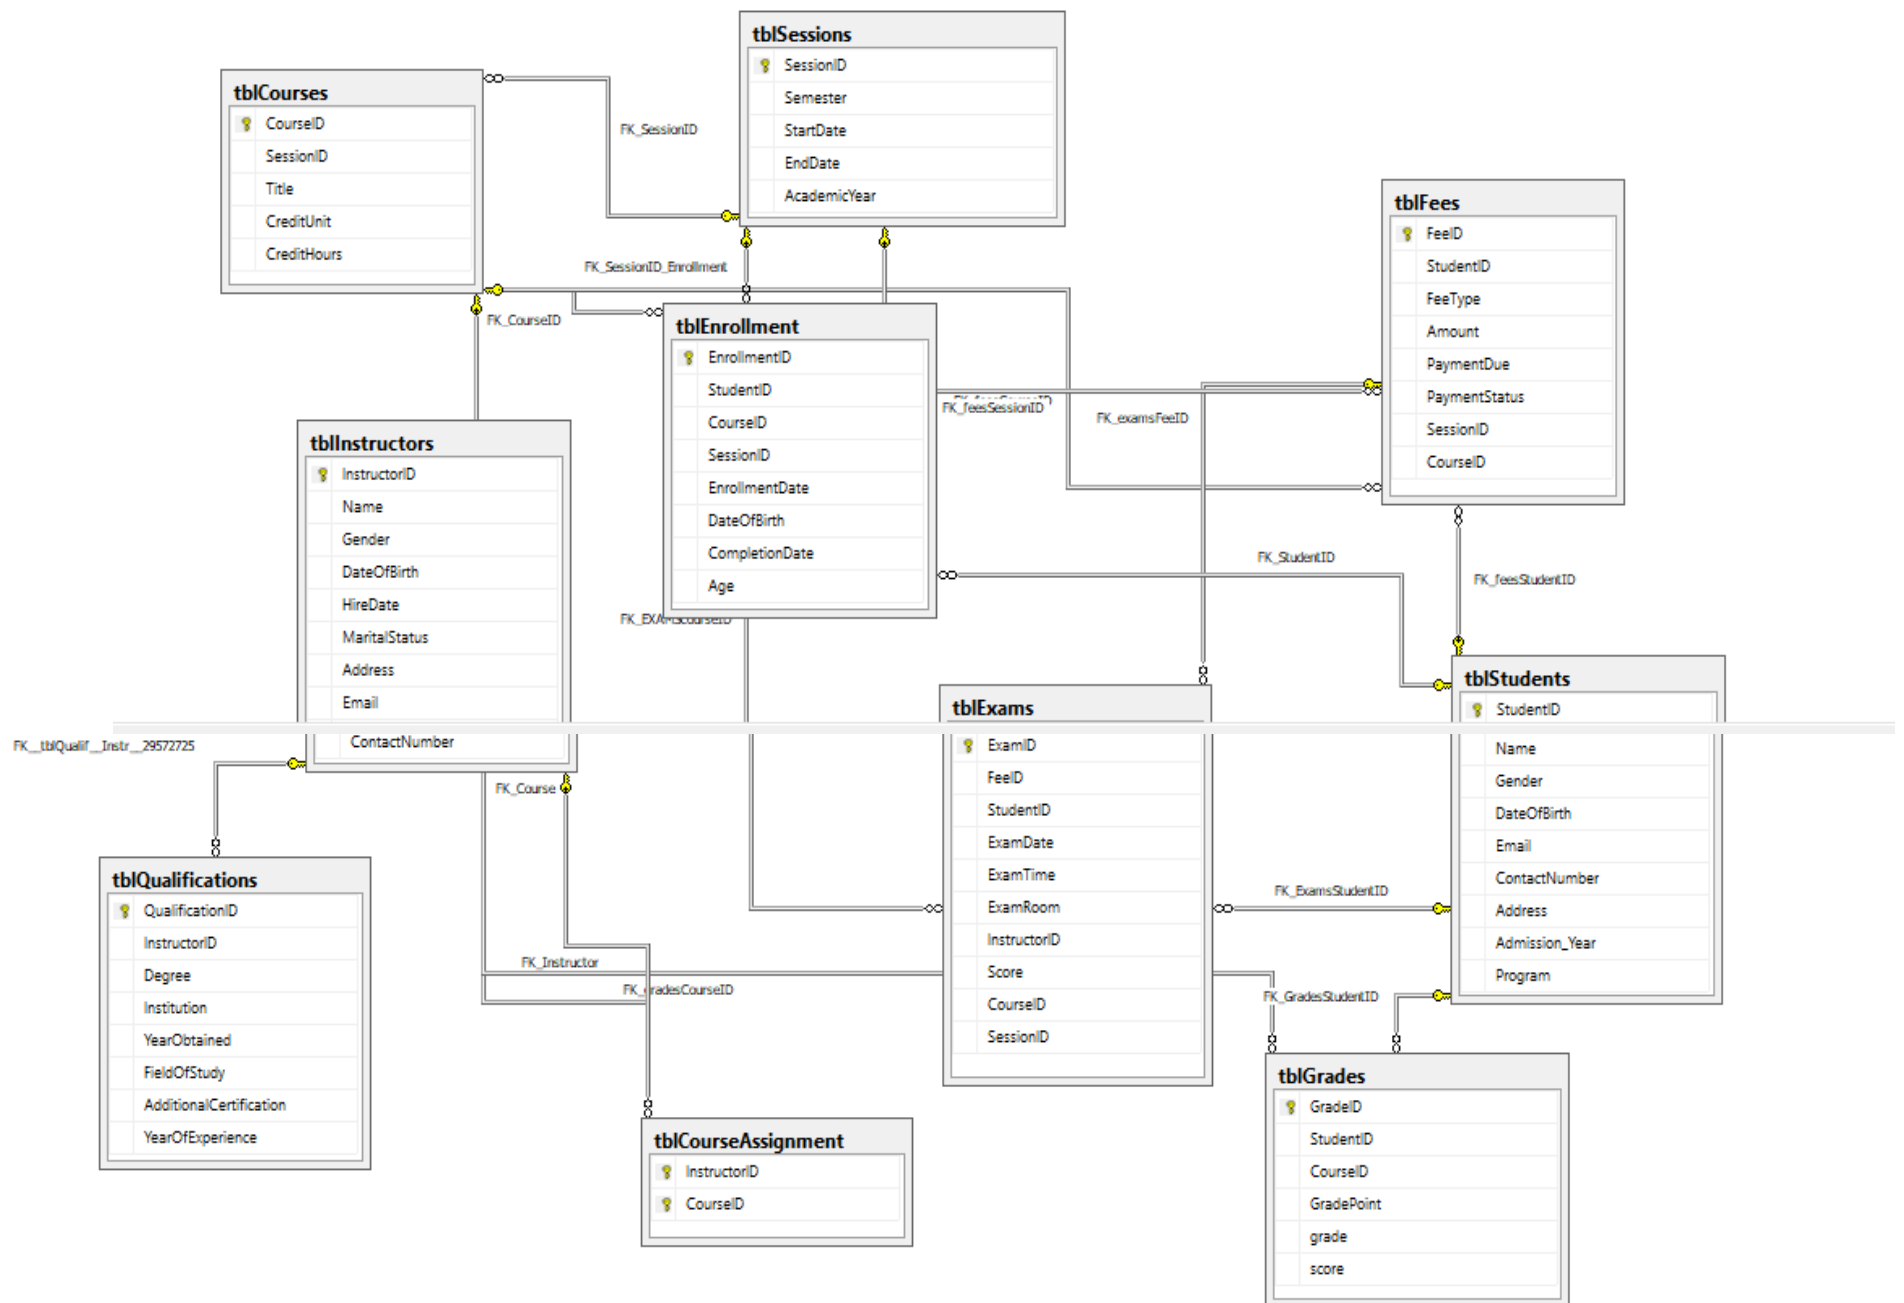 tblSessions
SessionID
Semester
StartDate
EndDate
AcademicYear
tblCourses
CourseID
SessionID
Title
CreditUnit
CreditHours
FK_SessionID
tblFees
FeeID
StudentID
FeeType
Amount
PaymentDue
PaymentStatus
SessionID
CourseID
FK_SessionID_Enrollment
FK_CourseID
tblEnrollment
EnrollmentID
StudentID
CourseID
SessionID
EnrollmentDate
DateOfBirth
CompletionDate
Age
FK_feesSessionID
FK_examsFeeID
tblInstructors
InstructorID
Name
Gender
DateOfBirth
HireDate
MaritalStatus
Address
Email
ContactNumber
FK_StudentID
FK_feesStudentID
FK_EXAMScourseID
tblStudents
StudentID
Name
Gender
DateOfBirth
Email
ContactNumber
Address
Admission_Year
Program
tblExams
ExamID
FeeID
StudentID
ExamDate
ExamTime
ExamRoom
InstructorID
Score
CourseID
SessionID
FK__tblQualif__Instr__29572725
FK_Course
tblQualifications
QualificationID
InstructorID
Degree
Institution
YearObtained
FieldOfStudy
AdditionalCertification
YearOfExperience
FK_ExamsStudentID
FK_Instructor
FK_gradesCourseID
FK_GradesStudentID
tblCourseAssignment
InstructorID
CourseID
tblGrades
GradeID
StudentID
CourseID
GradePoint
grade
score